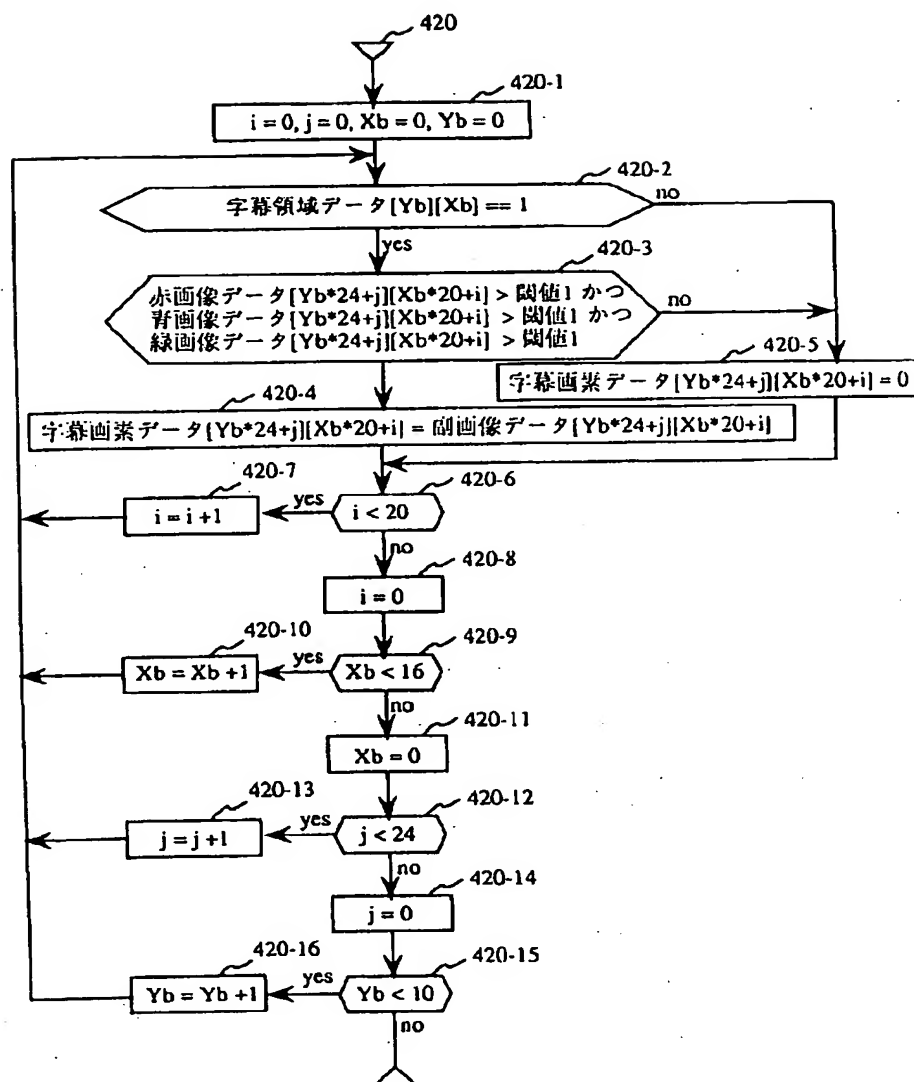 420
420-1
i = 0, j = 0, Xb = 0, Yb = 0
420-2
字幕領域データ[Yb][Xb] == 1
no
yes
420-3
赤画像データ[Yb*24+j][Xb*20+i] > 閾値1 かつ
青画像データ[Yb*24+j][Xb*20+i] > 閾値1 かつ
緑画像データ[Yb*24+j][Xb*20+i] > 閾値1
no
420-5
字幕画素データ[Yb*24+j][Xb*20+i] = 0
420-4
字幕画素データ[Yb*24+j][Xb*20+i] = 副画像データ[Yb*24+j][Xb*20+i]
420-7
i = i +1
yes
420-6
i < 20
no
420-8
i = 0
420-10
Xb = Xb +1
yes
420-9
Xb < 16
no
420-11
Xb = 0
420-13
j = j +1
yes
420-12
j < 24
no
420-14
j = 0
420-16
Yb = Yb +1
yes
420-15
Yb < 10
no